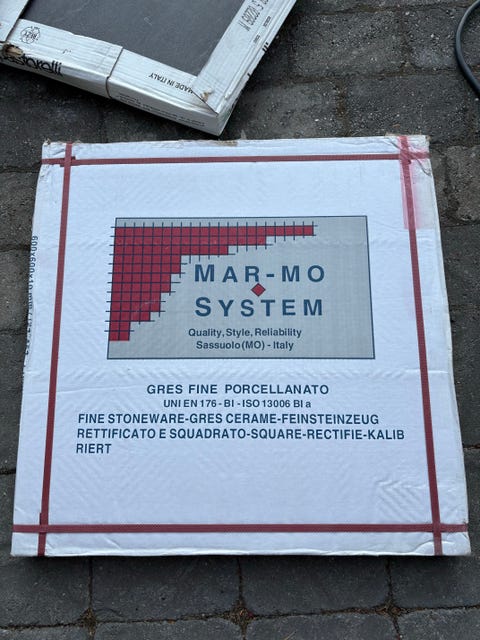 MADE IN ITALY
MAR-MO
SYSTEM
Quality, Style, Reliability
Sassuolo (MO) - Italy
GRES FINE PORCELLANATO
UNI EN 176 - BI - ISO 13006 BI a
FINE STONEWARE-GRES CERAME-FEINSTEINZEUG
RETTIFICATO E SQUADRATO-SQUARE-RECTIFIE-KALIB
RIERT